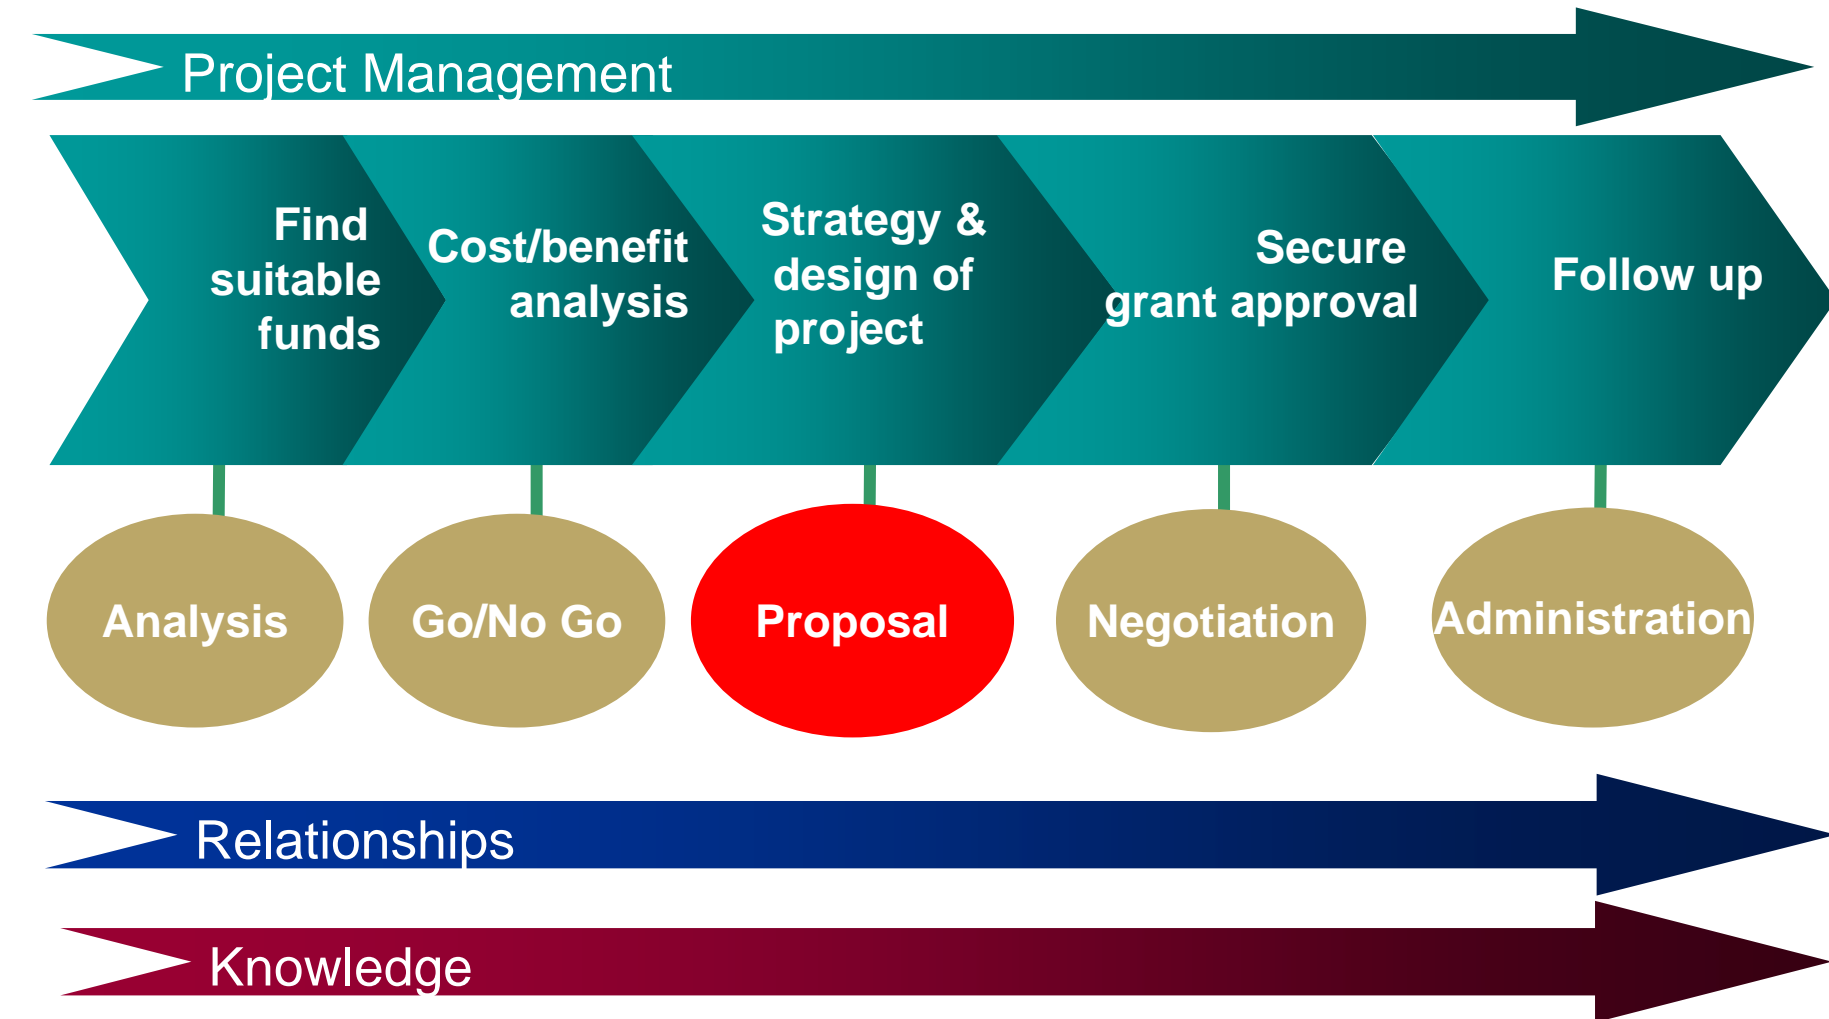 Project Management
Find
suitable
funds
Cost/benefit
analysis
Strategy &
design of
project
Secure
grant approval
Follow up
Analysis
Go/No Go
Proposal
Negotiation
Administration
Relationships
Knowledge